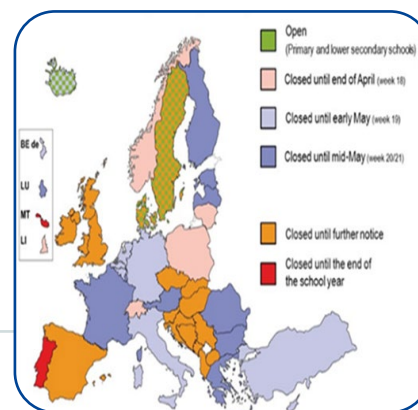 Open
(Primary and lower secondary schools)
Closed until end of April (week 18)
Closed until early May (week 19)
Closed until mid-May (week 20/21)
Closed until further notice
Closed until the end of
the school year
BE de
LU
MT
LI